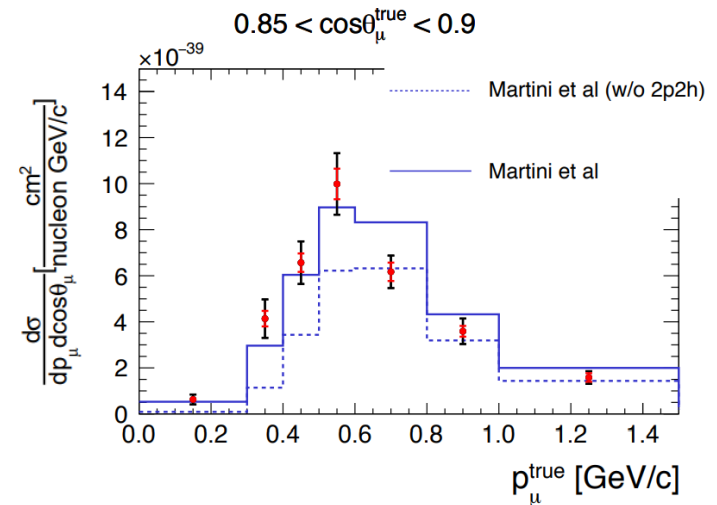 0.85 < cosθ_μ^true < 0.9
×10^−39
dσ
dp_μ dcosθ_μ
[
cm²
nucleon GeV/c
]
14
12
10
8
6
4
2
0
Martini et al (w/o 2p2h)
Martini et al
0.0 0.2 0.4 0.6 0.8 1.0 1.2 1.4
p_μ^true [GeV/c]